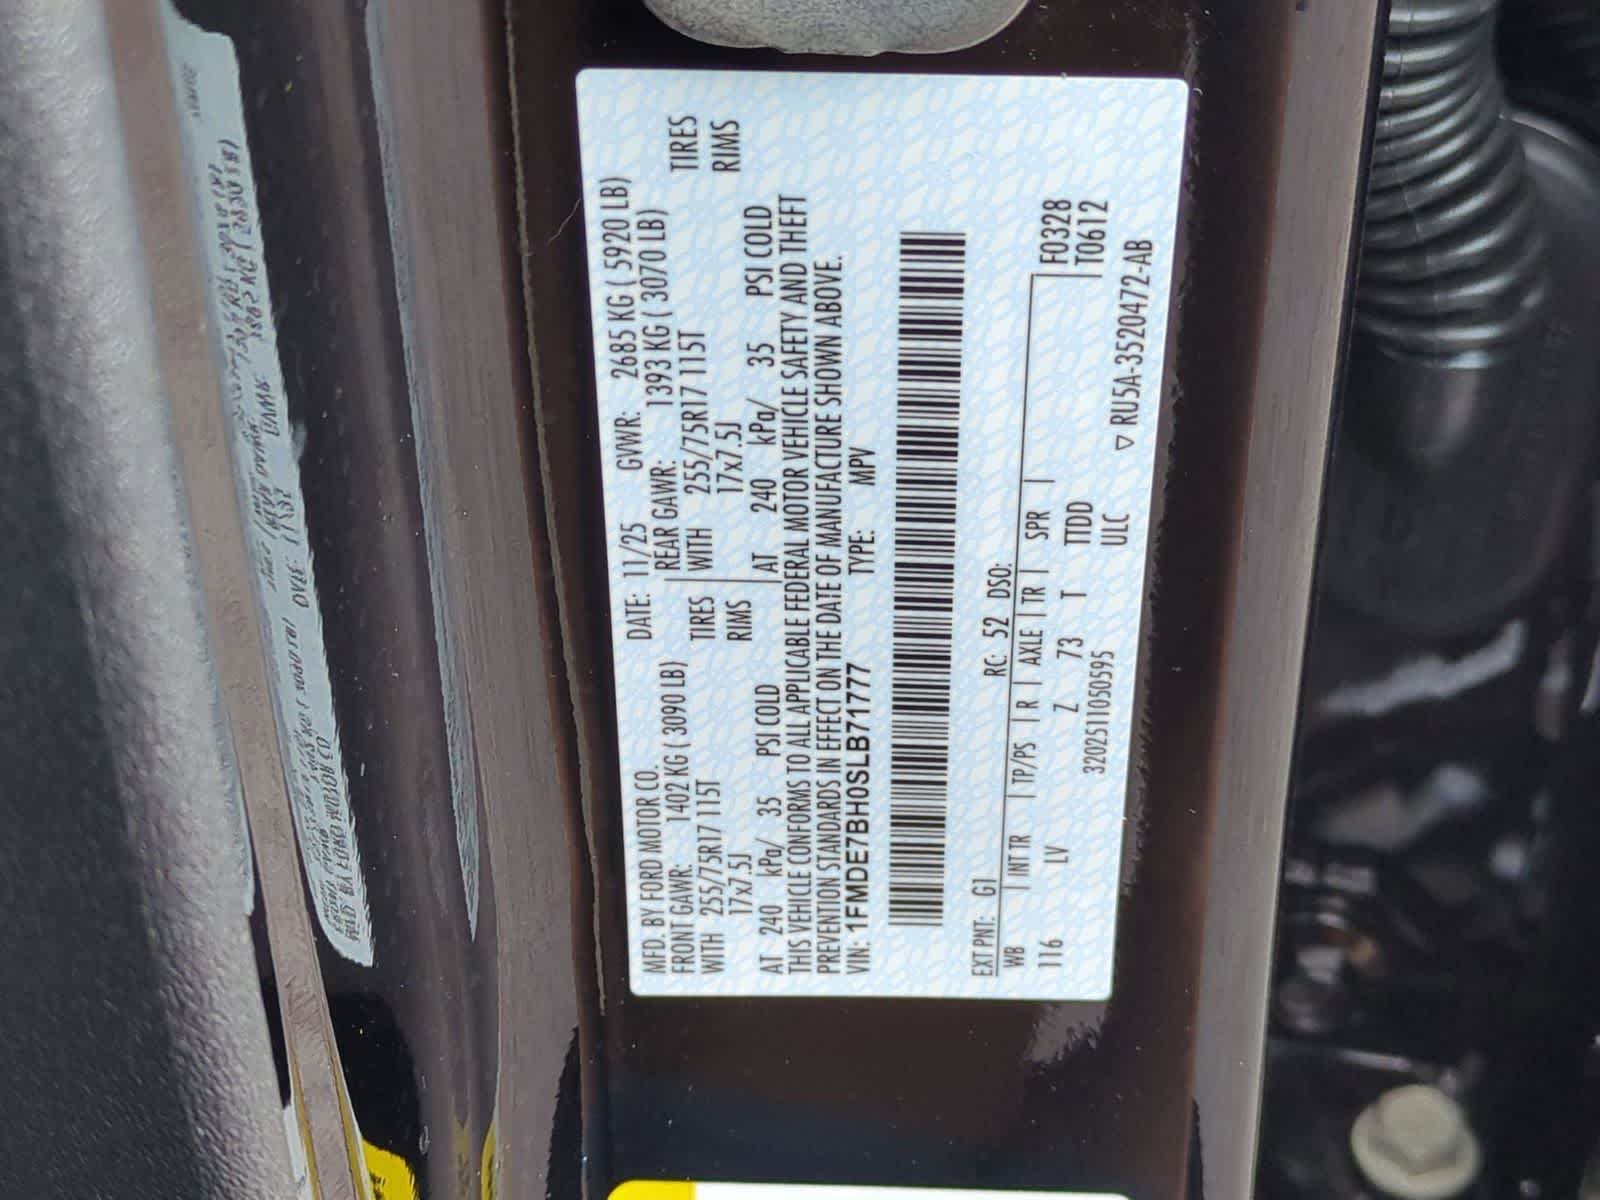 MFD. BY FORD MOTOR CO. DATE: 11/25 GVWR: 2685 KG ( 5920 LB)
FRONT GAWR: 1402 KG ( 3090 LB) REAR GAWR: 1393 KG ( 3070 LB)
WITH 255/75R17 115T TIRES WITH 255/75R17 115T TIRES
17x7.5J RIMS 17x7.5J RIMS
AT 240 kPa/ 35 PSI COLD AT 240 kPa/ 35 PSI COLD
THIS VEHICLE CONFORMS TO ALL APPLICABLE FEDERAL MOTOR VEHICLE SAFETY AND THEFT
PREVENTION STANDARDS IN EFFECT ON THE DATE OF MANUFACTURE SHOWN ABOVE.
VIN: 1FMDE7BH0SLB71777 TYPE: MPV
EXT PNT: G1 RC: 52 DSO:
WB INT TR TP/PS R AXLE TR SPR F0328
116 LV Z 73 T TTDD T0612
3202511050595 ULC ▽ RU5A-3520472-AB